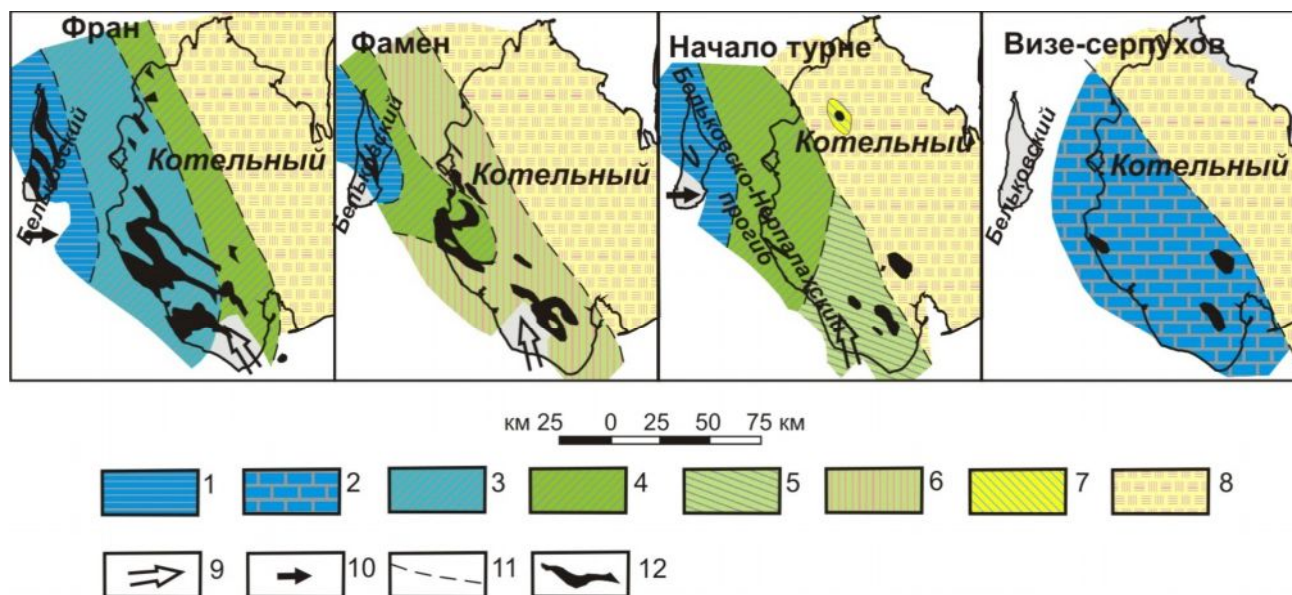 Фран
Бельковский
Котельный
Фамен
Бельковский
Котельный
Начало турне
Бельковский
Котельный
Бельковско-Нерпалахский
прогиб
Визе-серпухов
Бельковский
Котельный
км 25 0 25 50 75 км
1 2 3 4 5 6 7 8
9 10 11 12